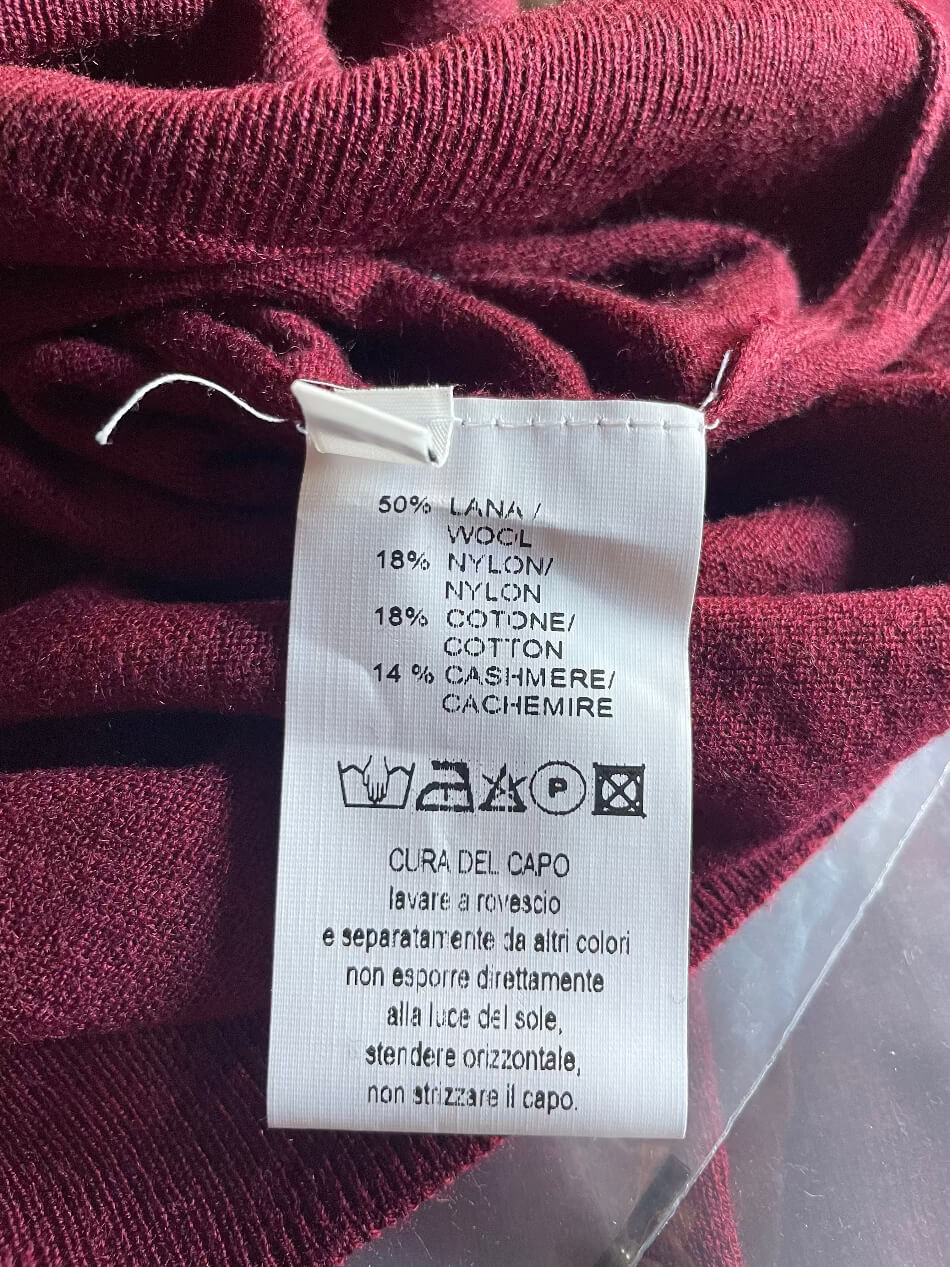 50% LANA /
WOOL
18% NYLON/
NYLON
18% COTONE/
COTTON
14 % CASHMERE/
CACHEMIRE
P
CURA DEL CAPO
lavare a rovescio
e separatamente da altri colori
non esporre direttamente
alla luce del sole,
stendere orizzontale,
non strizzare il capo.